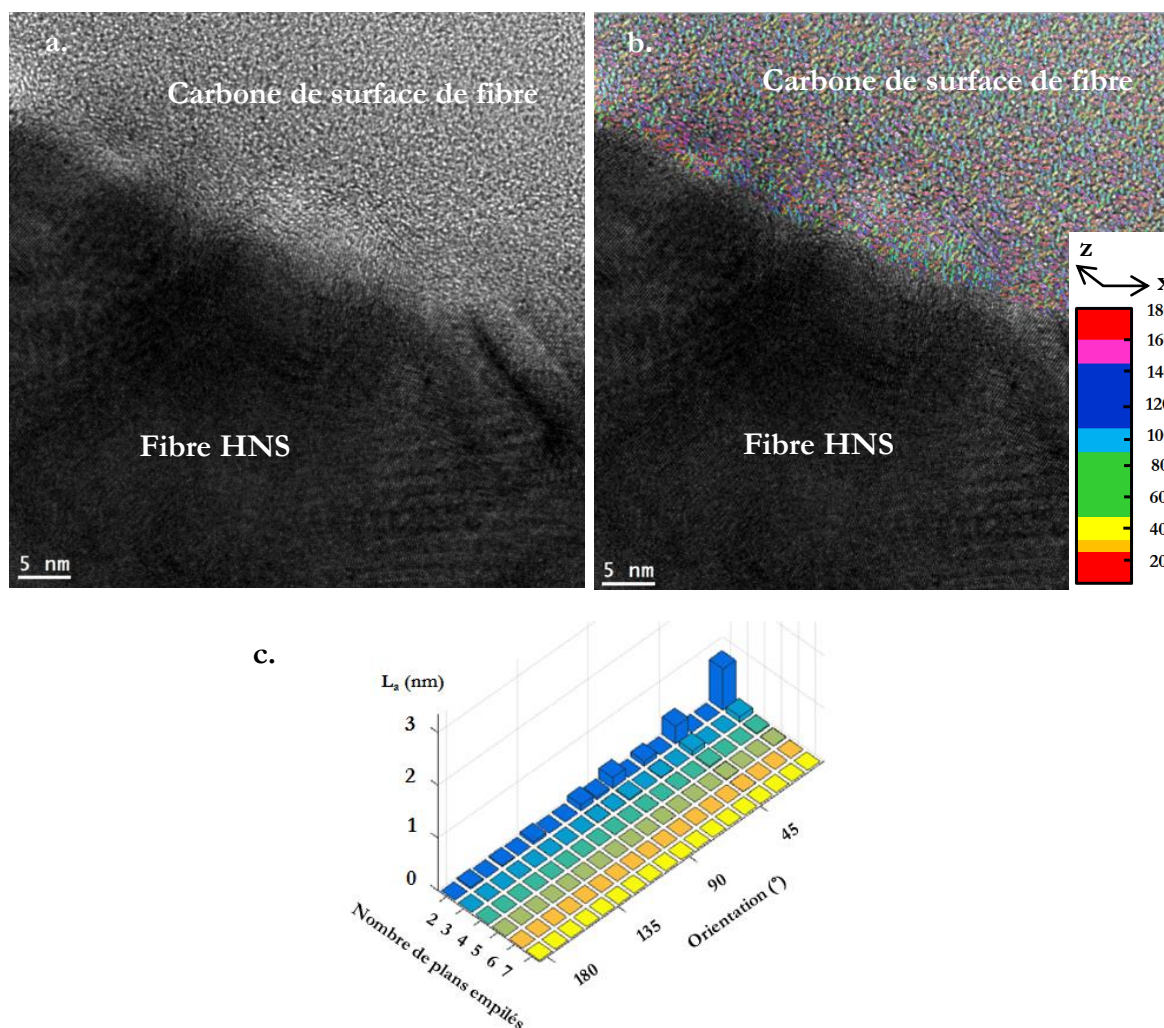 a.
Carbone de surface de fibre
Fibre HNS
5 nm
b.
Carbone de surface de fibre
Fibre HNS
5 nm
z
x
18
16
14
120
10
80
60
40
20
c.
Lₐ (nm)
3
2
1
0
2 3 4 5 6 7
Nombre de plans empilés
180
135
90
45
Orientation (°)